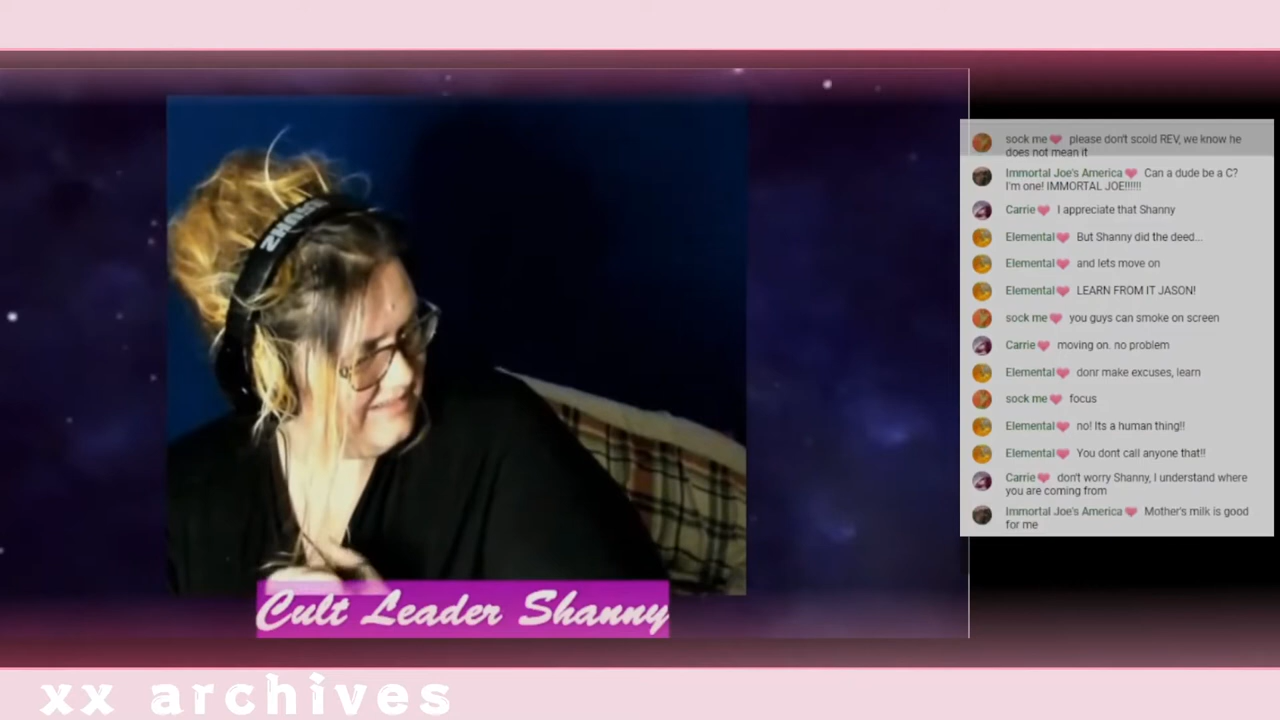 sock me please don't scold REV, we know he
does not mean it
Immortal Joe's America Can a dude be a C?
I'm one! IMMORTAL JOE!!!!!!
Carrie I appreciate that Shanny
Elemental But Shanny did the deed...
Elemental and lets move on
Elemental LEARN FROM IT JASON!
sock me you guys can smoke on screen
Carrie moving on. no problem
Elemental donr make excuses, learn
sock me focus
Elemental no! Its a human thing!!
Elemental You dont call anyone that!!
Carrie don't worry Shanny, I understand where
you are coming from
Immortal Joe's America Mother's milk is good
for me
Cult Leader Shanny
xx archives